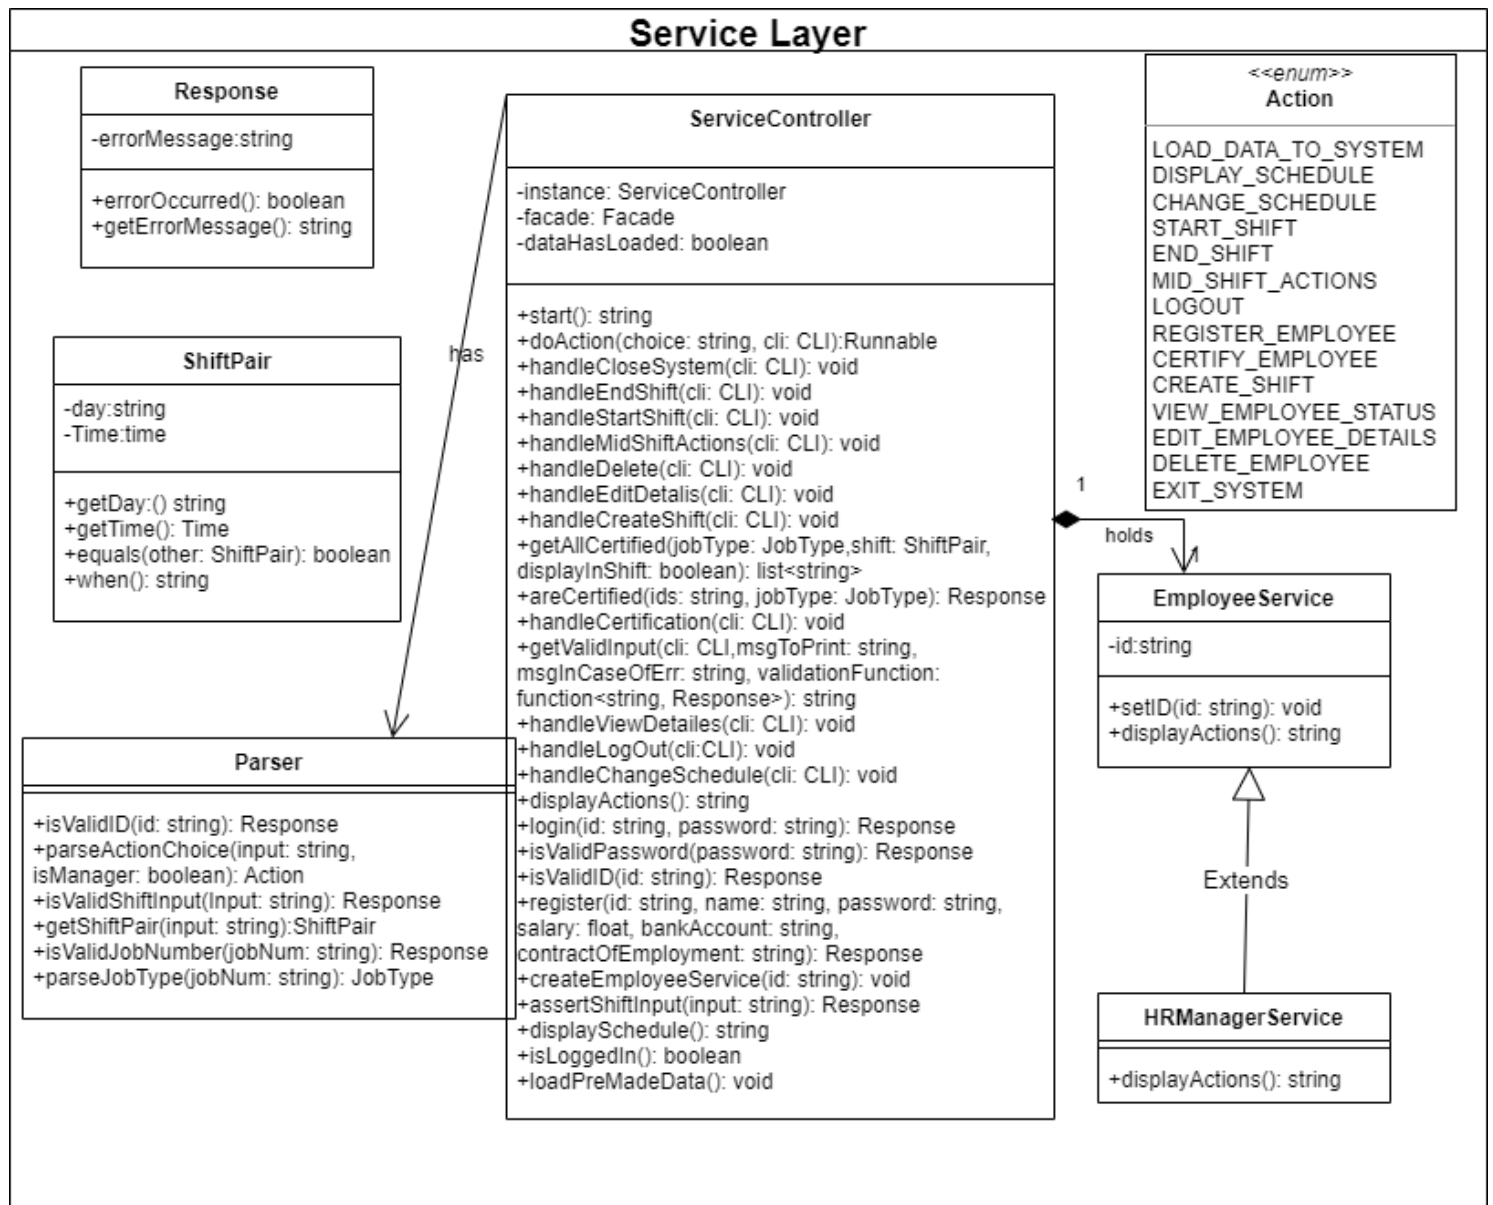 Service Layer
Response
-errorMessage:string
+errorOccurred(): boolean
+getErrorMessage(): string
ShiftPair
-day:string
-Time:time
+getDay:() string
+getTime(): Time
+equals(other: ShiftPair): boolean
+when(): string
has
Parser
+isValidID(id: string): Response
+parseActionChoice(input: string,
isManager: boolean): Action
+isValidShiftInput(Input: string): Response
+getShiftPair(input: string):ShiftPair
+isValidJobNumber(jobNum: string): Response
+parseJobType(jobNum: string): JobType
ServiceController
-instance: ServiceController
-facade: Facade
-dataHasLoaded: boolean
+start(): string
+doAction(choice: string, cli: CLI):Runnable
+handleCloseSystem(cli: CLI): void
+handleEndShift(cli: CLI): void
+handleStartShift(cli: CLI): void
+handleMidShiftActions(cli: CLI): void
+handleDelete(cli: CLI): void
+handleEditDetalis(cli: CLI): void
+handleCreateShift(cli: CLI): void
+getAllCertified(jobType: JobType,shift: ShiftPair,
displayInShift: boolean): list<string>
+areCertified(ids: string, jobType: JobType): Response
+handleCertification(cli: CLI): void
+getValidInput(cli: CLI,msgToPrint: string,
msgInCaseOfErr: string, validationFunction:
function<string, Response>): string
+handleViewDetailes(cli: CLI): void
+handleLogOut(cli:CLI): void
+handleChangeSchedule(cli: CLI): void
+displayActions(): string
+login(id: string, password: string): Response
+isValidPassword(password: string): Response
+isValidID(id: string): Response
+register(id: string, name: string, password: string,
salary: float, bankAccount: string,
contractOfEmployment: string): Response
+createEmployeeService(id: string): void
+assertShiftInput(input: string): Response
+displaySchedule(): string
+isLoggedIn(): boolean
+loadPreMadeData(): void
<<enum>>
Action
LOAD_DATA_TO_SYSTEM
DISPLAY_SCHEDULE
CHANGE_SCHEDULE
START_SHIFT
END_SHIFT
MID_SHIFT_ACTIONS
LOGOUT
REGISTER_EMPLOYEE
CERTIFY_EMPLOYEE
CREATE_SHIFT
VIEW_EMPLOYEE_STATUS
EDIT_EMPLOYEE_DETAILS
DELETE_EMPLOYEE
EXIT_SYSTEM
1
holds
1
EmployeeService
-id:string
+setID(id: string): void
+displayActions(): string
Extends
HRManagerService
+displayActions(): string